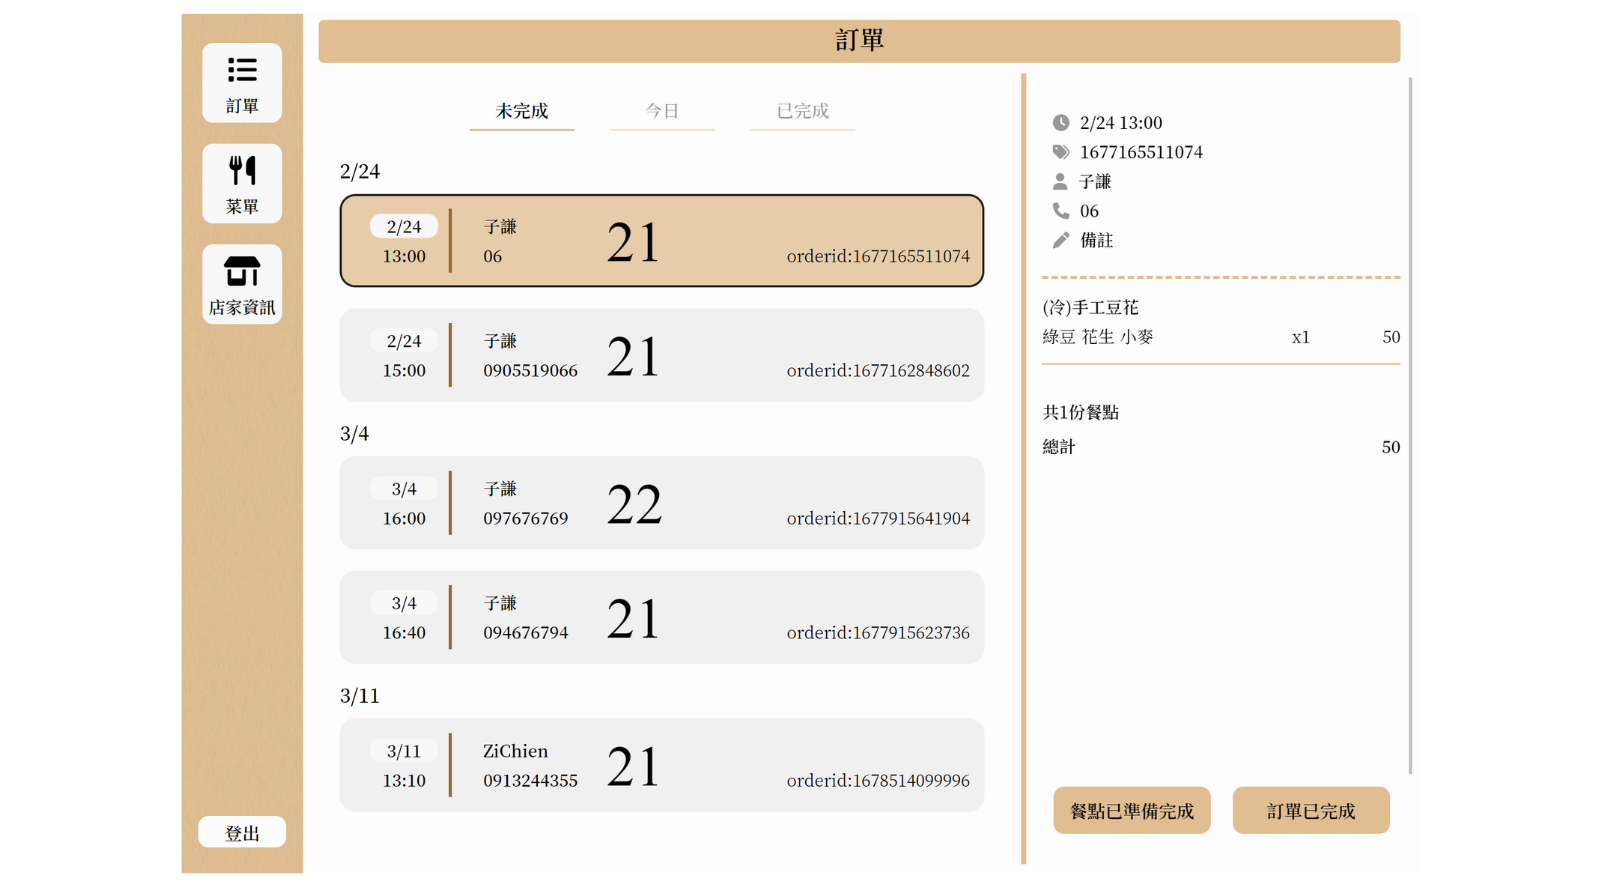 訂單
訂單
菜單
店家資訊
登出
未完成 今日 已完成
2/24
2/24
13:00
子謙
06
21
orderid:1677165511074
2/24
15:00
子謙
0905519066
21
orderid:1677162848602
3/4
3/4
16:00
子謙
097676769
22
orderid:1677915641904
3/4
16:40
子謙
094676794
21
orderid:1677915623736
3/11
3/11
13:10
ZiChien
0913244355
21
orderid:1678514099996
2/24 13:00
1677165511074
子謙
06
備註
(冷)手工豆花
綠豆 花生 小麥 x1 50
共1份餐點
總計 50
餐點已準備完成 訂單已完成